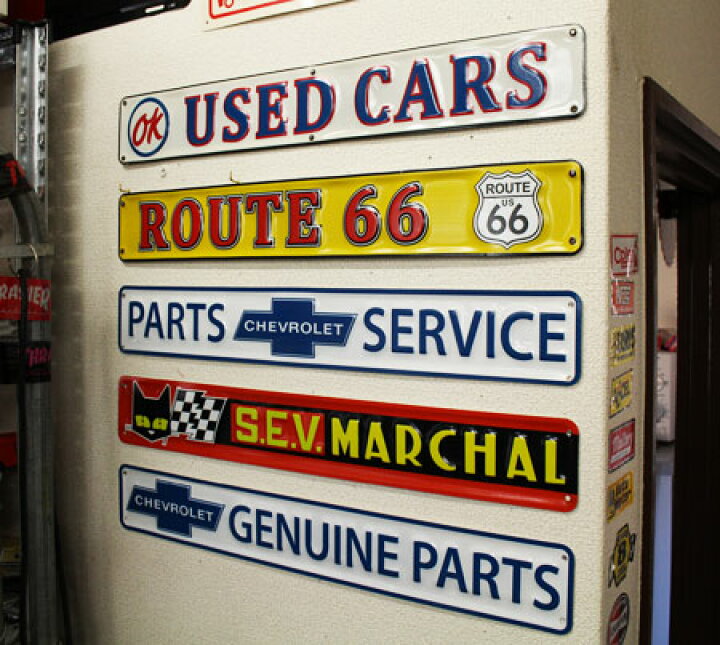 OK USED CARS
ROUTE 66 ROUTE US 66
PARTS CHEVROLET SERVICE
S.E.V. MARCHAL
CHEVROLET GENUINE PARTS